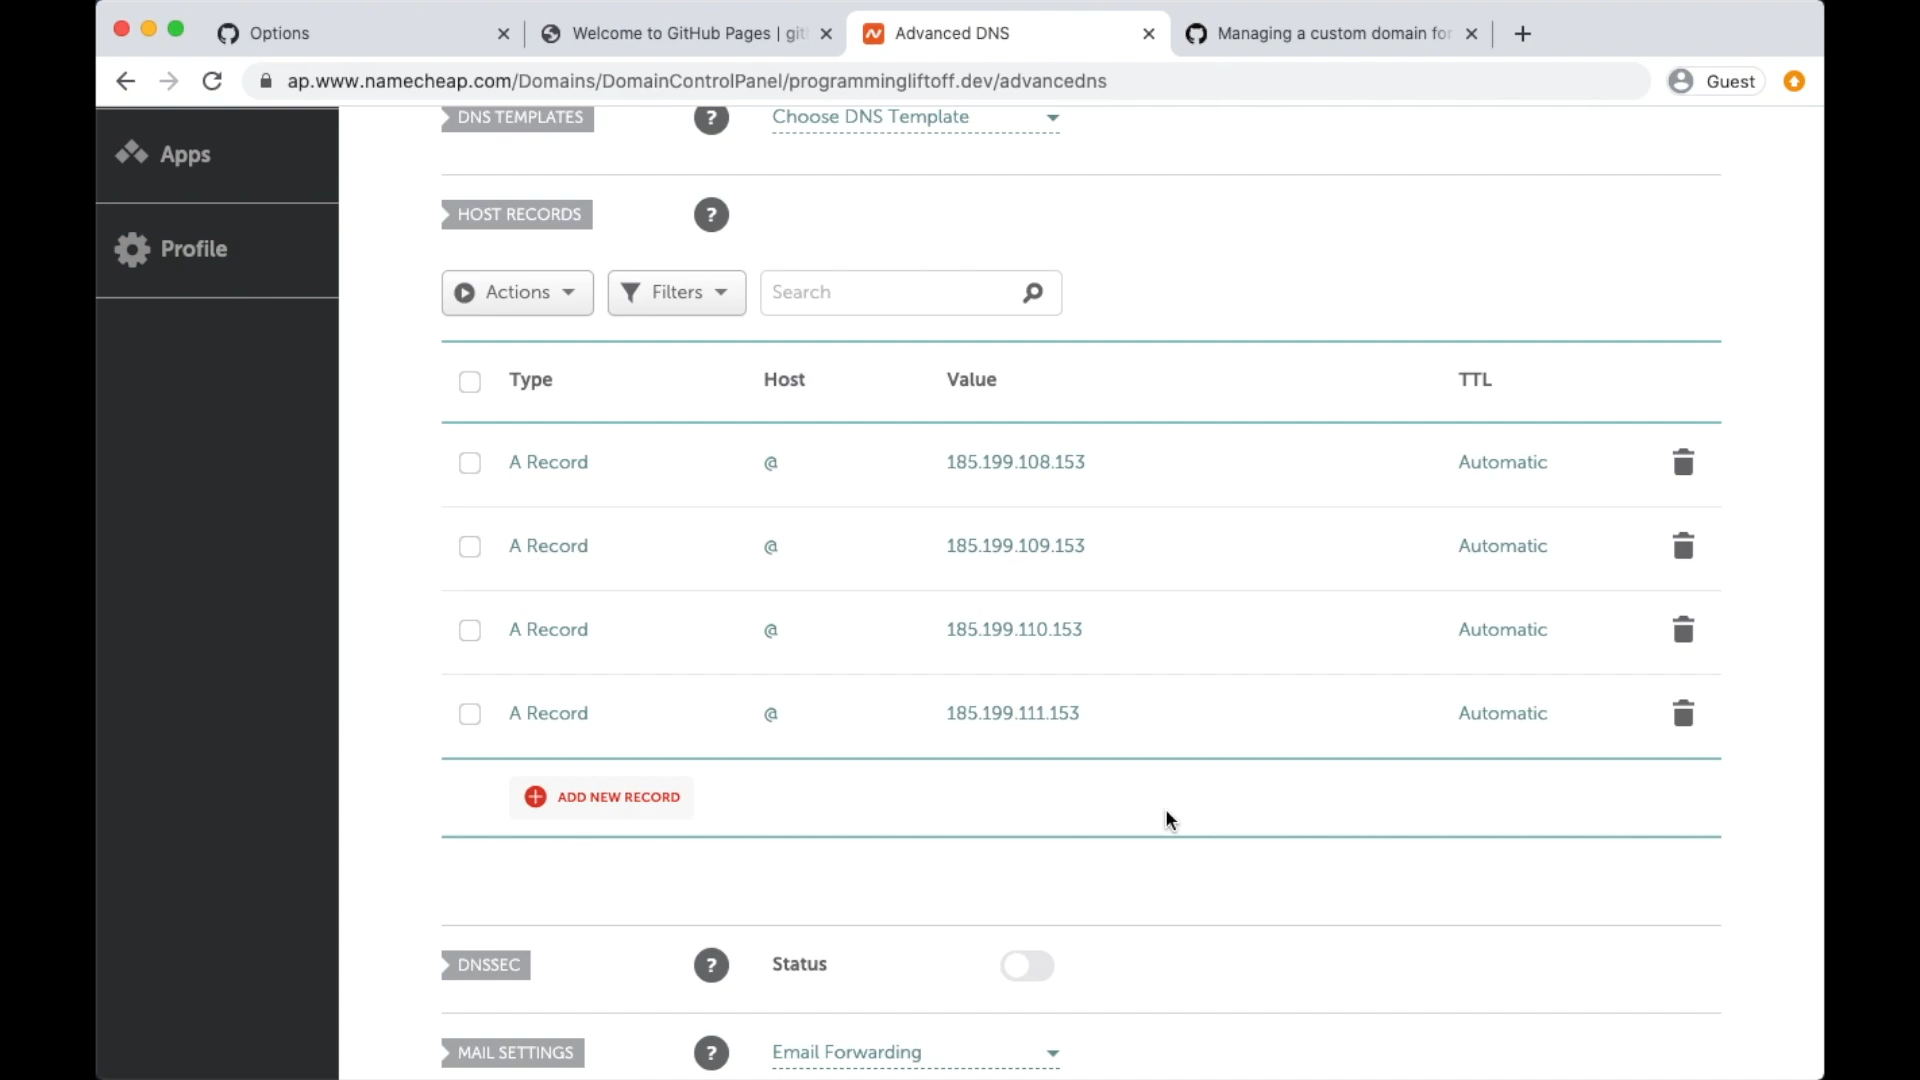 Options
Welcome to GitHub Pages | git
Advanced DNS
Managing a custom domain for
ap.www.namecheap.com/Domains/DomainControlPanel/programmingliftoff.dev/advancedns
Guest
Apps
Profile
DNS TEMPLATES ? Choose DNS Template
HOST RECORDS ?
Actions Filters Search
Type Host Value TTL
A Record @ 185.199.108.153 Automatic
A Record @ 185.199.109.153 Automatic
A Record @ 185.199.110.153 Automatic
A Record @ 185.199.111.153 Automatic
ADD NEW RECORD
DNSSEC ? Status
MAIL SETTINGS ? Email Forwarding